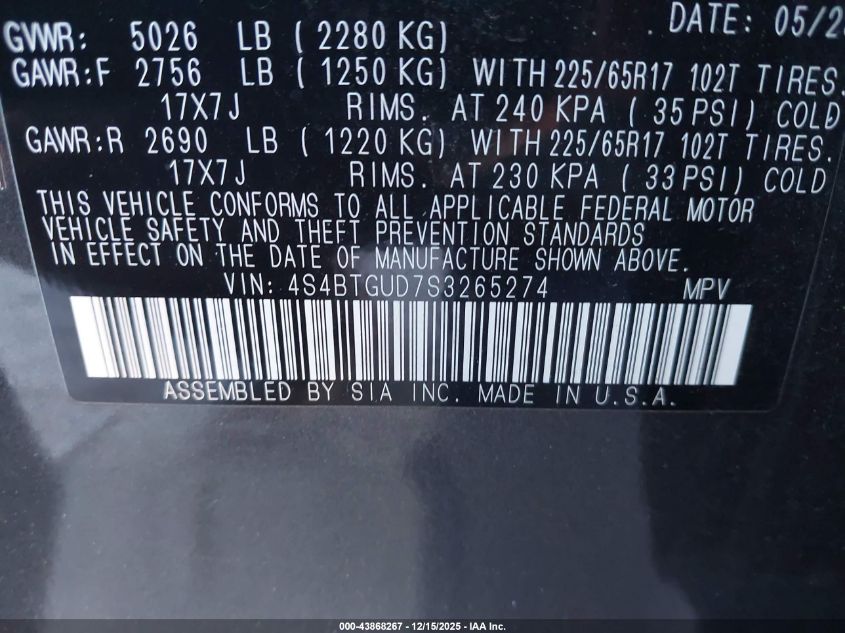 DATE: 05/2
GVWR: 5026 LB ( 2280 KG)
GAWR:F 2756 LB ( 1250 KG) WITH 225/65R17 102T TIRES.
17X7J RIMS. AT 240 KPA ( 35 PSI) COLD
GAWR:R 2690 LB ( 1220 KG) WITH 225/65R17 102T TIRES.
17X7J RIMS. AT 230 KPA ( 33 PSI) COLD
THIS VEHICLE CONFORMS TO ALL APPLICABLE FEDERAL MOTOR
VEHICLE SAFETY AND THEFT PREVENTION STANDARDS
IN EFFECT ON THE DATE OF MANUFACTURE SHOWN ABOVE.
VIN: 4S4BTGUD7S3265274 MPV
ASSEMBLED BY SIA INC. MADE IN U.S.A.
000-43868267 - 12/15/2025 - IAA Inc.